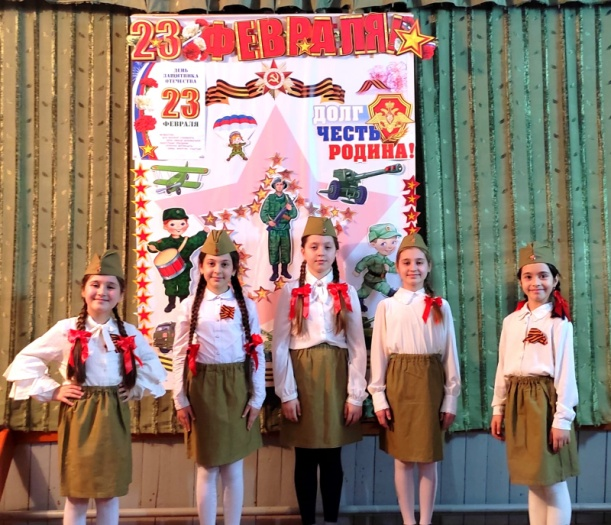 23 ФЕВРАЛЯ!
ДЕНЬ
ЗАЩИТНИКА
ОТЕЧЕСТВА
23
ФЕВРАЛЯ
ДОЛГ
ЧЕСТЬ
РОДИНА!